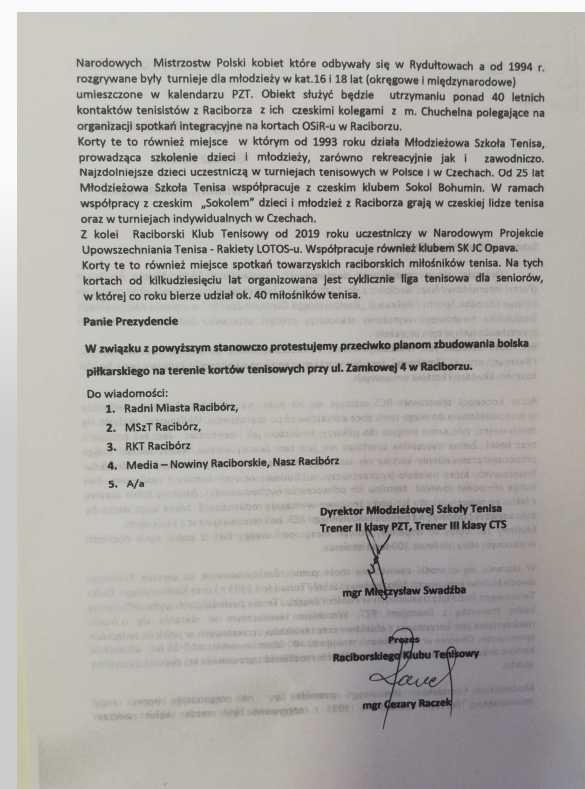 Narodowych Mistrzostw Polski kobiet które odbywały się w Rydułtowach a od 1994 r.
rozgrywane były turnieje dla młodzieży w kat.16 i 18 lat (okręgowe i międzynarodowe)
umieszczone w kalendarzu PZT. Obiekt służyć będzie utrzymaniu ponad 40 letnich
kontaktów tenisistów z Raciborza z ich czeskimi kolegami z m. Chuchelna polegające na
organizacji spotkań integracyjne na kortach OSiR-u w Raciborzu.
Korty te to również miejsce w którym od 1993 roku działa Młodzieżowa Szkoła Tenisa,
prowadząca szkolenie dzieci i młodzieży, zarówno rekreacyjnie jak i zawodniczo.
Najzdolniejsze dzieci uczestniczą w turniejach tenisowych w Polsce i w Czechach. Od 25 lat
Młodzieżowa Szkoła Tenisa współpracuje z czeskim klubem Sokol Bohumin. W ramach
współpracy z czeskim „Sokolem” dzieci i młodzież z Raciborza grają w czeskiej lidze tenisa
oraz w turniejach indywidualnych w Czechach.
Z kolei Raciborski Klub Tenisowy od 2019 roku uczestniczy w Narodowym Projekcie
Upowszechniania Tenisa - Rakiety LOTOS-u. Współpracuje również klubem SK JC Opava.
Korty te to również miejsce spotkań towarzyskich raciborskich miłośników tenisa. Na tych
kortach od kilkudziesięciu lat organizowana jest cyklicznie liga tenisowa dla seniorów,
w której co roku bierze udział ok. 40 miłośników tenisa.
Panie Prezydencie
W związku z powyższym stanowczo protestujemy przeciwko planom zbudowania boiska
piłkarskiego na terenie kortów tenisowych przy ul. Zamkowej 4 w Raciborzu.
Do wiadomości:
1. Radni Miasta Racibórz,
2. MSzT Racibórz,
3. RKT Racibórz
4. Media – Nowiny Raciborskie, Nasz Racibórz
5. A/a
Dyrektor Młodzieżowej Szkoły Tenisa
Trener II klasy PZT, Trener III klasy CTS
mgr Mieczysław Swadźba
Prezes
Raciborskiego Klubu Tenisowy
mgr Cezary Raczek